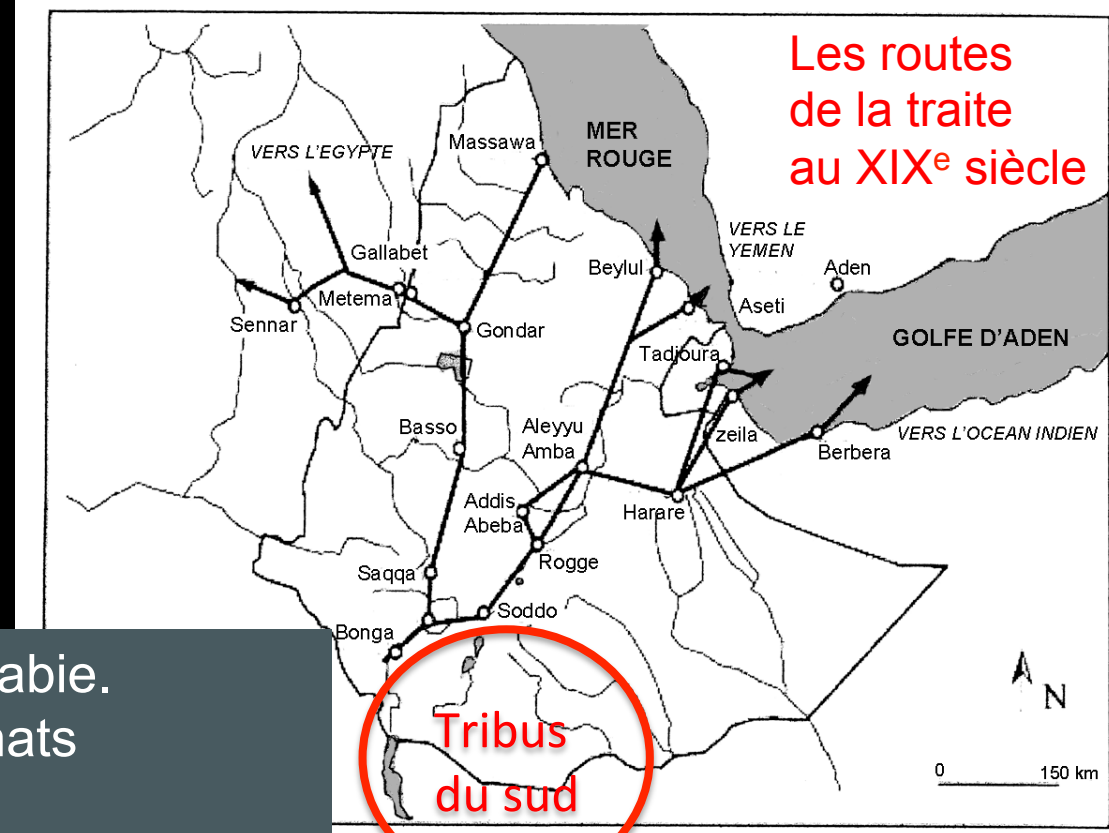 Les routes
de la traite
au XIXe siècle
MER
ROUGE
Massawa
VERS L'EGYPTE
VERS LE
YEMEN
Gallabet
Beylul
Aden
Metema
Aseti
Sennar
Gondar
GOLFE D'ADEN
Tadjoura
Basso
Aleyyu
Amba
zeila
VERS L'OCEAN INDIEN
Berbera
Addis
Abeba
Harare
Rogge
Saqqa
Soddo
Bonga
abie.
nats
N
Tribus
du sud
0 150 km